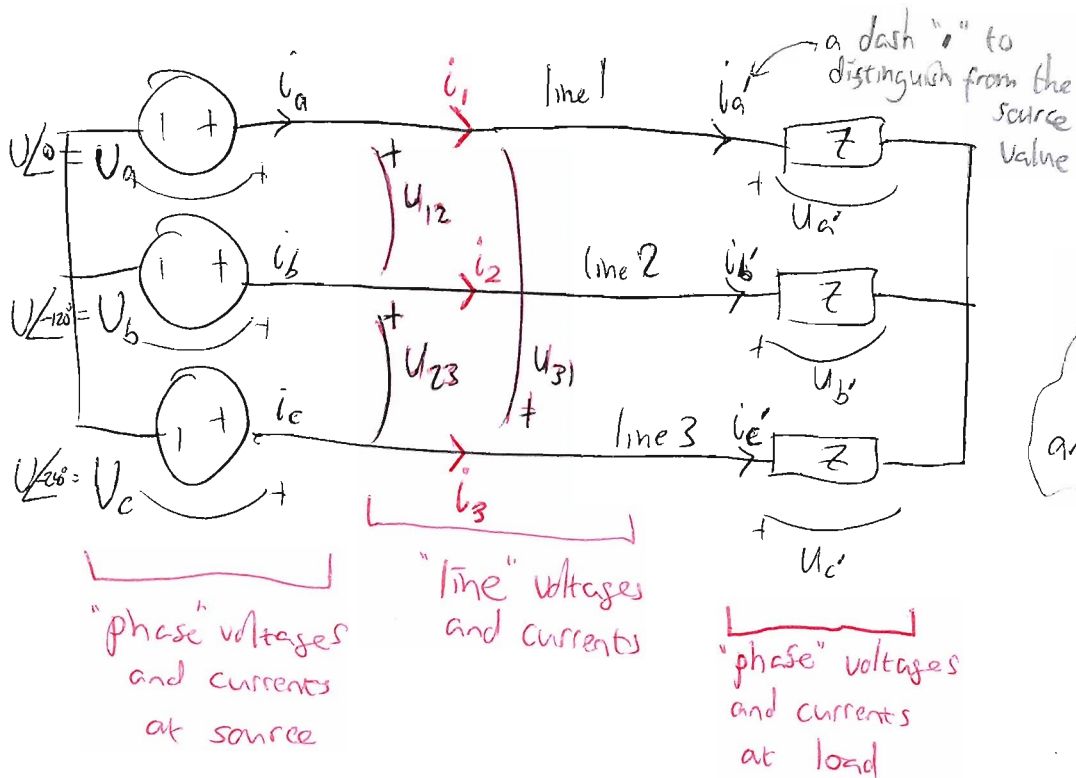 a dash "'" to
distinguish from the
source
value
i_a
i_1
line 1
i_a'
U/0 = U_a
+
+
u_12
Z
+
u_a'
i_b
i_2
line 2
i_b'
U/-120° = U_b
+
+
+
u_23
u_31
+
Z
+
u_b'
i_c
line 3
i_c'
U/-240° = U_c
+
+
i_3
Z
+
u_c'
"phase" voltages
and currents
at source
"line" voltages
and currents
"phase" voltages
and currents
at load